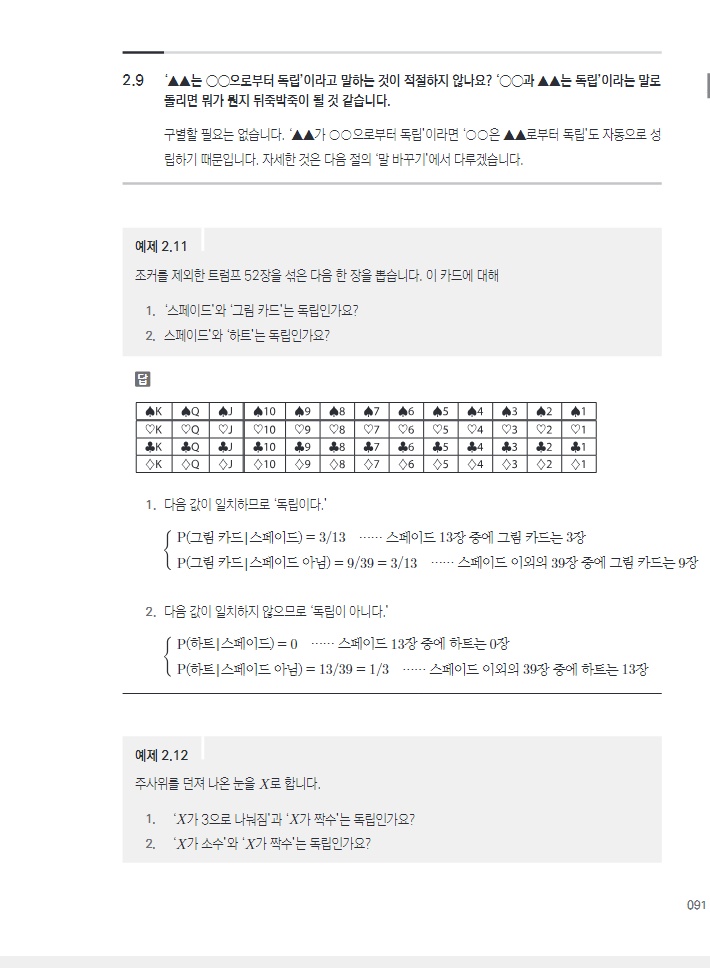 2.9 ‘▲▲는 ○○으로부터 독립’이라고 말하는 것이 적절하지 않나요? ‘○○과 ▲▲는 독립’이라는 말로
돌리면 뭐가 뭔지 뒤죽박죽이 될 것 같습니다.
구별할 필요는 없습니다. ‘▲▲가 ○○으로부터 독립’이라면 ‘○○은 ▲▲로부터 독립’도 자동으로 성
립하기 때문입니다. 자세한 것은 다음 절의 ‘말 바꾸기’에서 다루겠습니다.
예제 2.11
조커를 제외한 트럼프 52장을 섞은 다음 한 장을 뽑습니다. 이 카드에 대해
1. ‘스페이드’와 ‘그림 카드’는 독립인가요?
2. 스페이드’와 ‘하트’는 독립인가요?
답
♠K ♠Q ♠J ♠10 ♠9 ♠8 ♠7 ♠6 ♠5 ♠4 ♠3 ♠2 ♠1
♡K ♡Q ♡J ♡10 ♡9 ♡8 ♡7 ♡6 ♡5 ♡4 ♡3 ♡2 ♡1
♣K ♣Q ♣J ♣10 ♣9 ♣8 ♣7 ♣6 ♣5 ♣4 ♣3 ♣2 ♣1
♢K ♢Q ♢J ♢10 ♢9 ♢8 ♢7 ♢6 ♢5 ♢4 ♢3 ♢2 ♢1
1. 다음 값이 일치하므로 ‘독립이다.’
P(그림 카드|스페이드) = 3/13 …… 스페이드 13장 중에 그림 카드는 3장
P(그림 카드|스페이드 아님) = 9/39 = 3/13 …… 스페이드 이외의 39장 중에 그림 카드는 9장
2. 다음 값이 일치하지 않으므로 ‘독립이 아니다.’
P(하트|스페이드) = 0 …… 스페이드 13장 중에 하트는 0장
P(하트|스페이드 아님) = 13/39 = 1/3 …… 스페이드 이외의 39장 중에 하트는 13장
예제 2.12
주사위를 던져 나온 눈을 X로 합니다.
1. ‘X가 3으로 나눠짐’과 ‘X가 짝수’는 독립인가요?
2. ‘X가 소수’와 ‘X가 짝수’는 독립인가요?
091